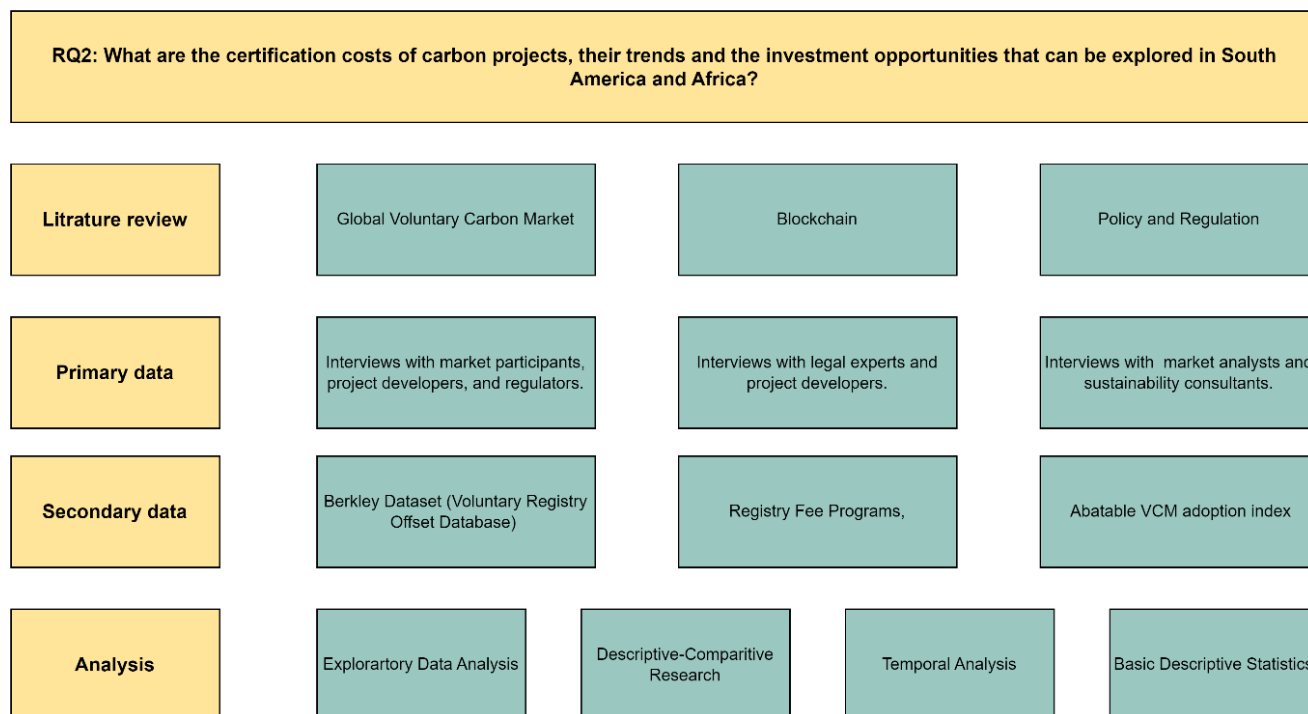 RQ2: What are the certification costs of carbon projects, their trends and the investment opportunities that can be explored in South
America and Africa?
Litrature review
Global Voluntary Carbon Market
Blockchain
Policy and Regulation
Primary data
Interviews with market participants,
project developers, and regulators.
Interviews with legal experts and
project developers.
Interviews with market analysts and
sustainability consultants.
Secondary data
Berkley Dataset (Voluntary Registry
Offset Database)
Registry Fee Programs,
Abatable VCM adoption index
Analysis
Explorartory Data Analysis
Descriptive-Comparitive
Research
Temporal Analysis
Basic Descriptive Statistics